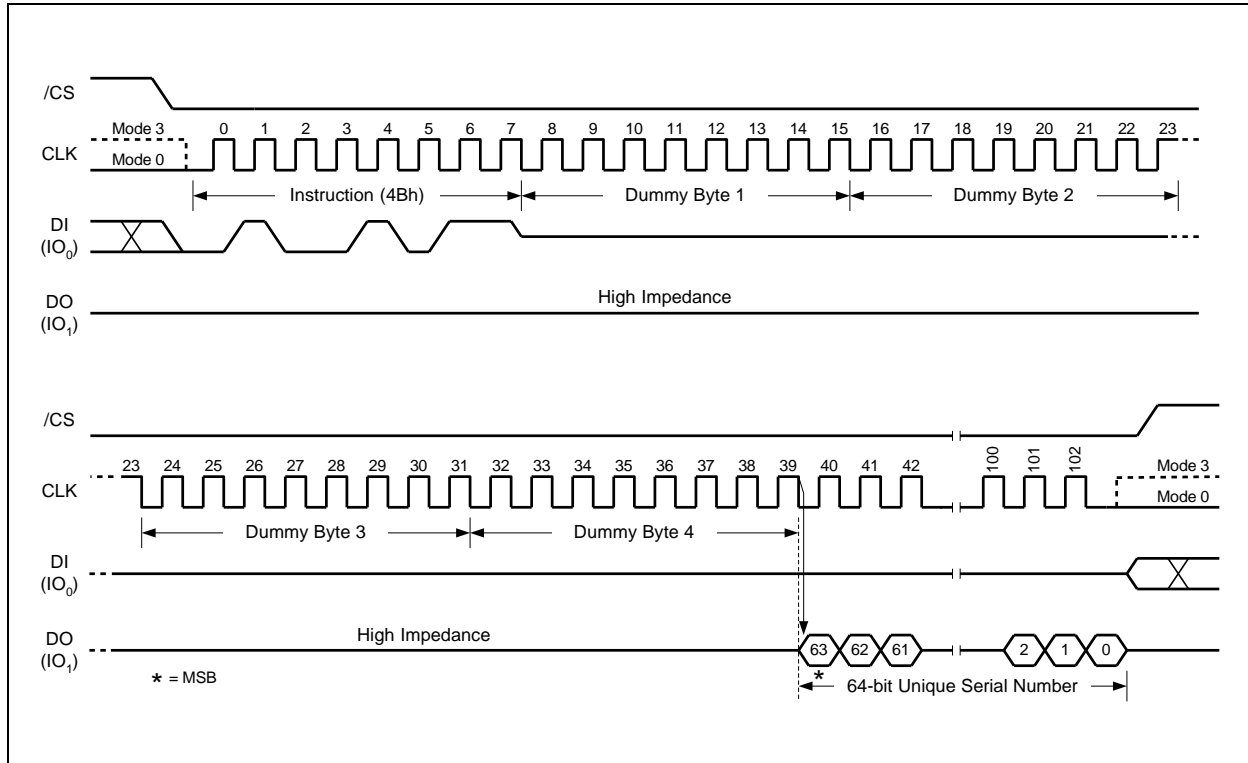 /CS
Mode 3 0 1 2 3 4 5 6 7 8 9 10 11 12 13 14 15 16 17 18 19 20 21 22 23
CLK
Mode 0
Instruction (4Bh) Dummy Byte 1 Dummy Byte 2
DI
(IO0)
High Impedance
DO
(IO1)
/CS
23 24 25 26 27 28 29 30 31 32 33 34 35 36 37 38 39 40 41 42 100 101 102 Mode 3
CLK
Mode 0
Dummy Byte 3 Dummy Byte 4
DI
(IO0)
High Impedance
DO
(IO1)
63 62 61 2 1 0
* = MSB
*
64-bit Unique Serial Number